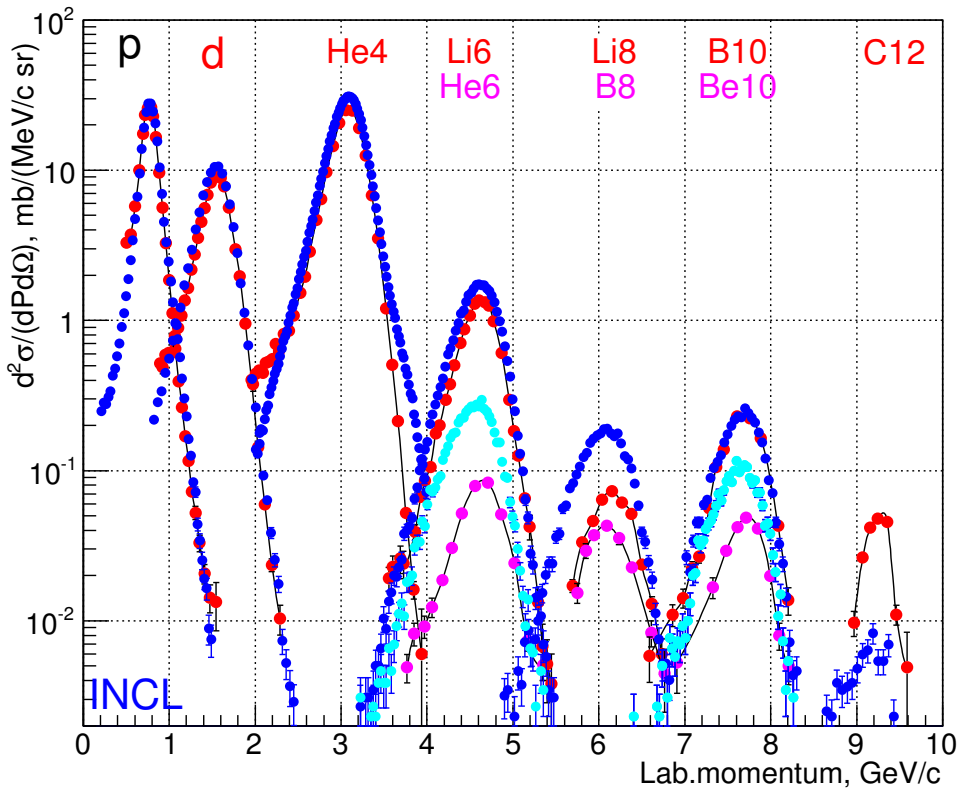 d²σ/(dPdΩ), mb/(MeV/c sr)
10²
10
1
10⁻¹
10⁻²
p d He4 Li6 Li8 B10 C12
He6 B8 Be10
INCL
0 1 2 3 4 5 6 7 8 9 10
Lab.momentum, GeV/c